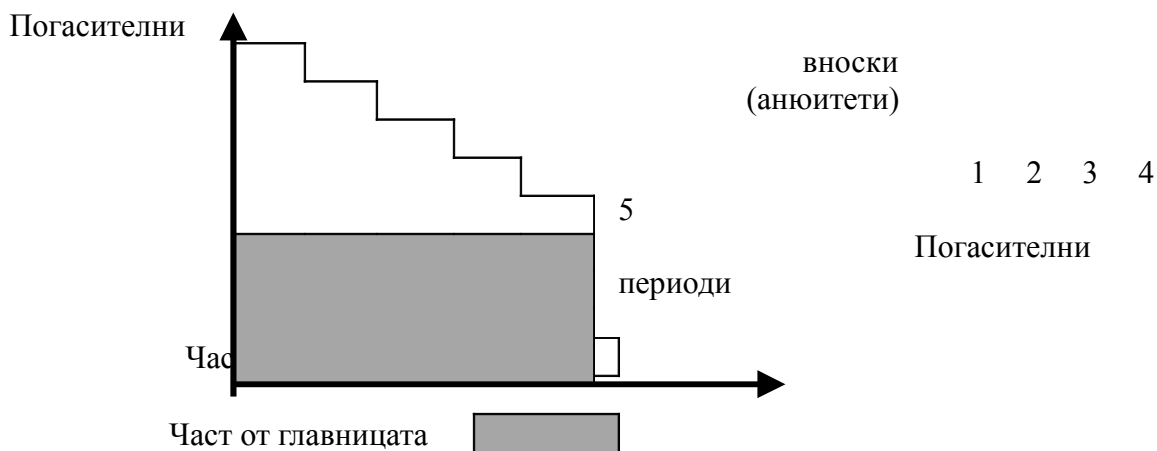 Погасителни
вноски
(анюитети)
1 2 3 4
5
Погасителни
периоди
Час
Част от главницата